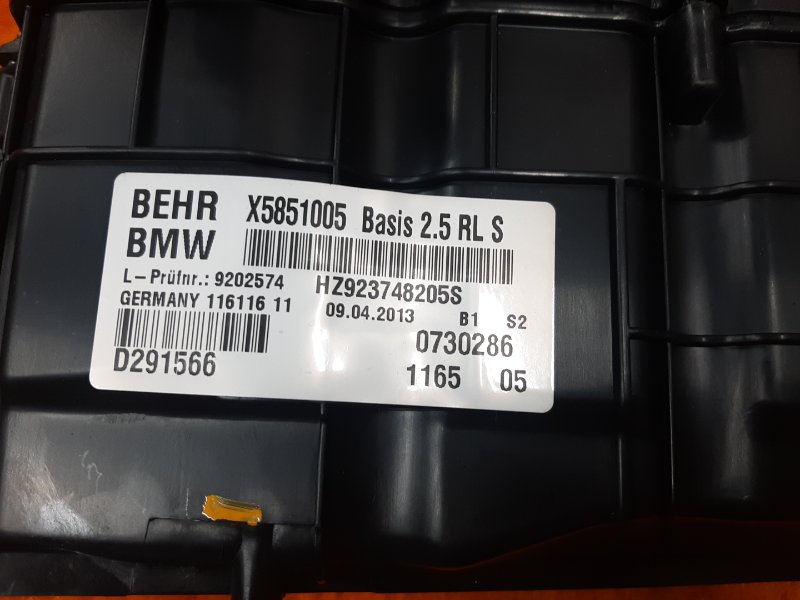 BEHR X5851005 Basis 2.5 RL S
BMW
L-Prüfnr.: 9202574 HZ923748205S
GERMANY 116116 11 09.04.2013 B1 S2
0730286
D291566 1165 05